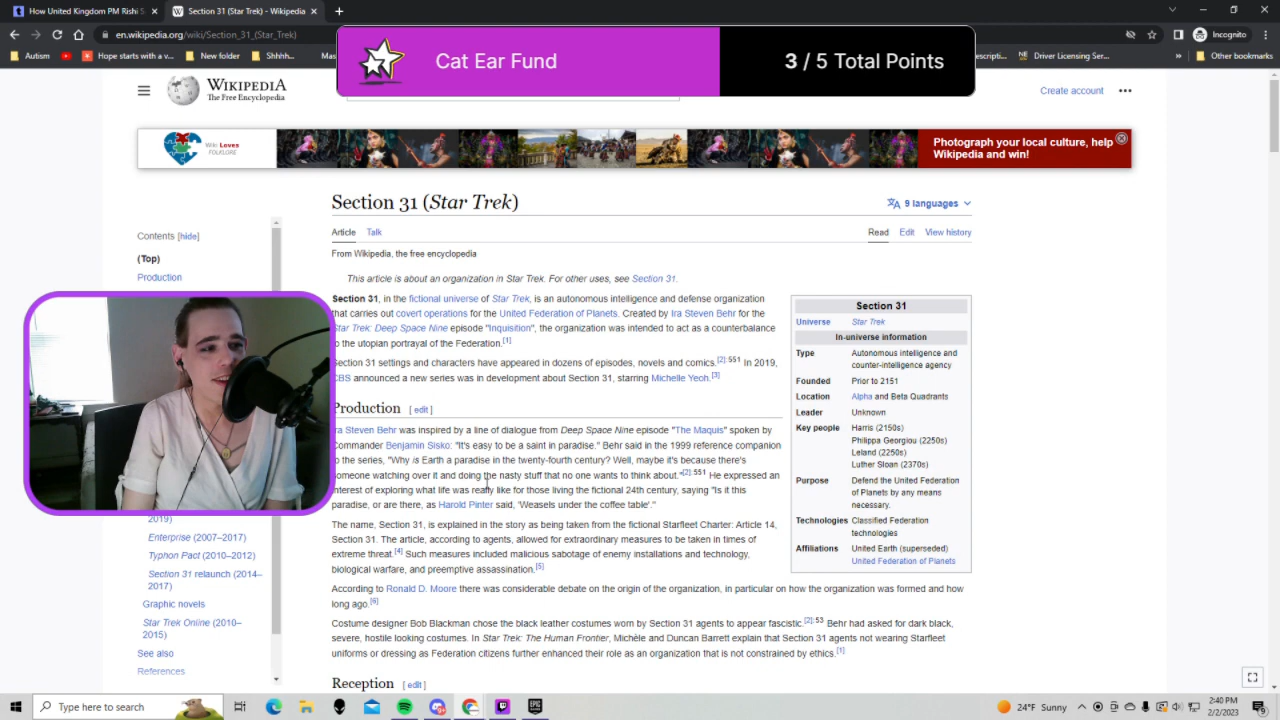 How United Kingdom PM Rishi S
Section 31 (Star Trek) - Wikipedia
en.wikipedia.org/wiki/Section_31_(Star_Trek)
Incognito
Autism
Hope starts with a v...
New folder
Shhhh...
Mas
escripti...
Driver Licensing Ser...
Other bookmarks
Cat Ear Fund
3 / 5 Total Points
WIKIPEDIA
The Free Encyclopedia
Create account
Wiki Loves
FOLKLORE
Photograph your local culture, help
Wikipedia and win!
Section 31 (Star Trek)
9 languages
Contents [hide]
(Top)
Production
Article
Talk
Read
Edit
View history
From Wikipedia, the free encyclopedia
This article is about an organization in Star Trek. For other uses, see Section 31.
Section 31, in the fictional universe of Star Trek, is an autonomous intelligence and defense organization
that carries out covert operations for the United Federation of Planets. Created by Ira Steven Behr for the
Star Trek: Deep Space Nine episode "Inquisition", the organization was intended to act as a counterbalance
to the utopian portrayal of the Federation.[1]
Section 31 settings and characters have appeared in dozens of episodes, novels and comics.[2]:551 In 2019,
CBS announced a new series was in development about Section 31, starring Michelle Yeoh.[3]
Production [ edit ]
Ira Steven Behr was inspired by a line of dialogue from Deep Space Nine episode "The Maquis" spoken by
Commander Benjamin Sisko: "It's easy to be a saint in paradise." Behr said in the 1999 reference companion
to the series, "Why is Earth a paradise in the twenty-fourth century? Well, maybe it's because there's
someone watching over it and doing the nasty stuff that no one wants to think about."[2]:551 He expressed an
interest of exploring what life was really like for those living the fictional 24th century, saying "Is it this
paradise, or are there, as Harold Pinter said, 'Weasels under the coffee table'."
The name, Section 31, is explained in the story as being taken from the fictional Starfleet Charter: Article 14,
Section 31. The article, according to agents, allowed for extraordinary measures to be taken in times of
extreme threat.[4] Such measures included malicious sabotage of enemy installations and technology,
biological warfare, and preemptive assassination.[5]
According to Ronald D. Moore there was considerable debate on the origin of the organization, in particular on how the organization was formed and how
long ago.[6]
Costume designer Bob Blackman chose the black leather costumes worn by Section 31 agents to appear fascistic.[2]:53 Behr had asked for dark black,
severe, hostile looking costumes. In Star Trek: The Human Frontier, Michèle and Duncan Barrett explain that Section 31 agents not wearing Starfleet
uniforms or dressing as Federation citizens further enhanced their role as an organization that is not constrained by ethics.[1]
Reception [ edit ]
Section 31
Universe Star Trek
In-universe information
Type Autonomous intelligence and
counter-intelligence agency
Founded Prior to 2151
Location Alpha and Beta Quadrants
Leader Unknown
Key people Harris (2150s)
Philippa Georgiou (2250s)
Leland (2250s)
Luther Sloan (2370s)
Purpose Defend the United Federation
of Planets by any means
necessary.
Technologies Classified Federation
technologies
Affiliations United Earth (superseded)
United Federation of Planets
2019)
Enterprise (2007–2017)
Typhon Pact (2010–2012)
Section 31 relaunch (2014–
2017)
Graphic novels
Star Trek Online (2010–
2015)
See also
References
Type here to search
EPIC
24°F Sunny
2:40 PM
2/2/2023